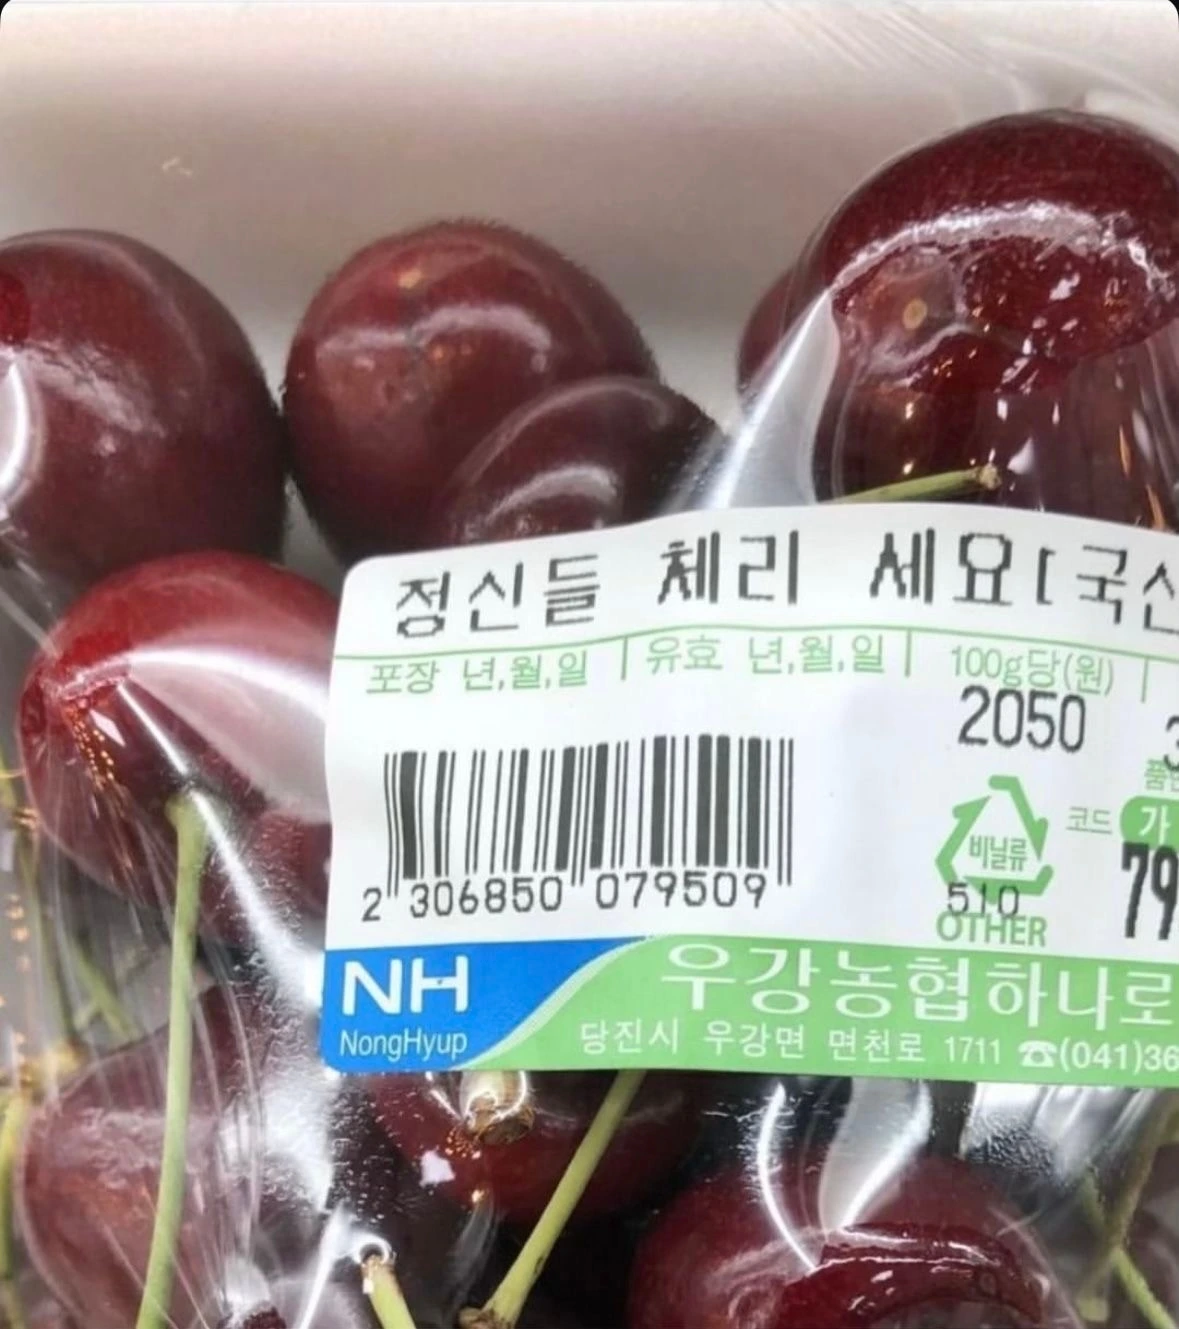 정신들 체리 세요[국산
포장 년,월,일 유효 년,월,일 100g당(원)
2050
비닐류 코드 가
510 79
OTHER
2 306850 079509
NH 우강농협하나로
NongHyup 당진시 우강면 면천로 1711 ☎(041)36